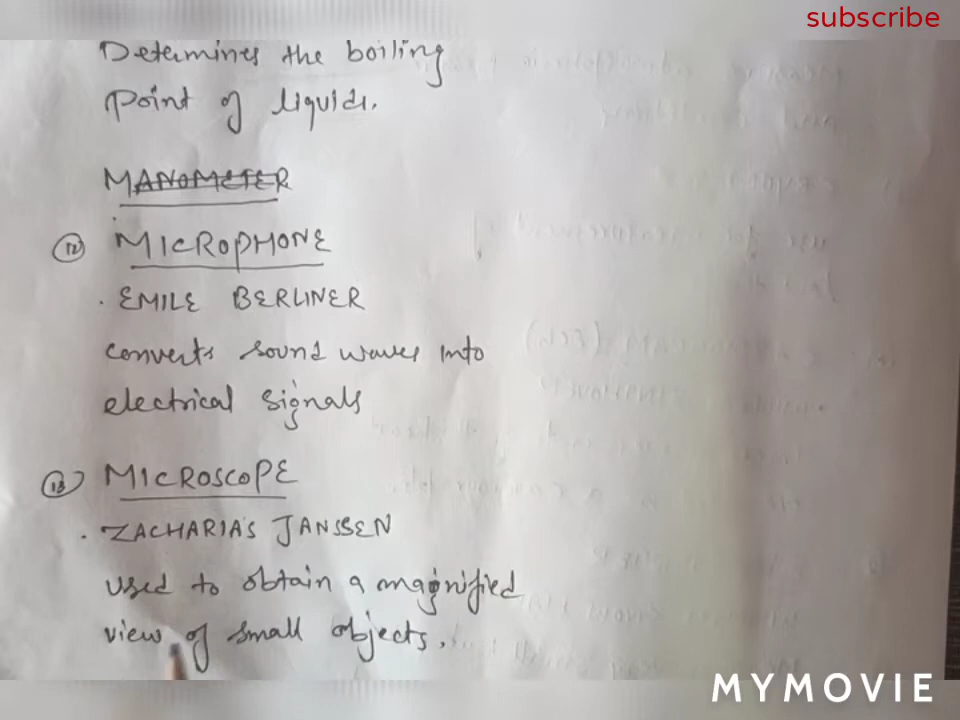 subscribe
Determines the boiling
point of liquids.
MANOMETER
12 MICROPHONE
. EMILE BERLINER
converts sound waves into
electrical signals
13 MICROSCOPE
. ZACHARIAS JANSSEN
used to obtain a magnified
view of small objects.
MYMOVIE